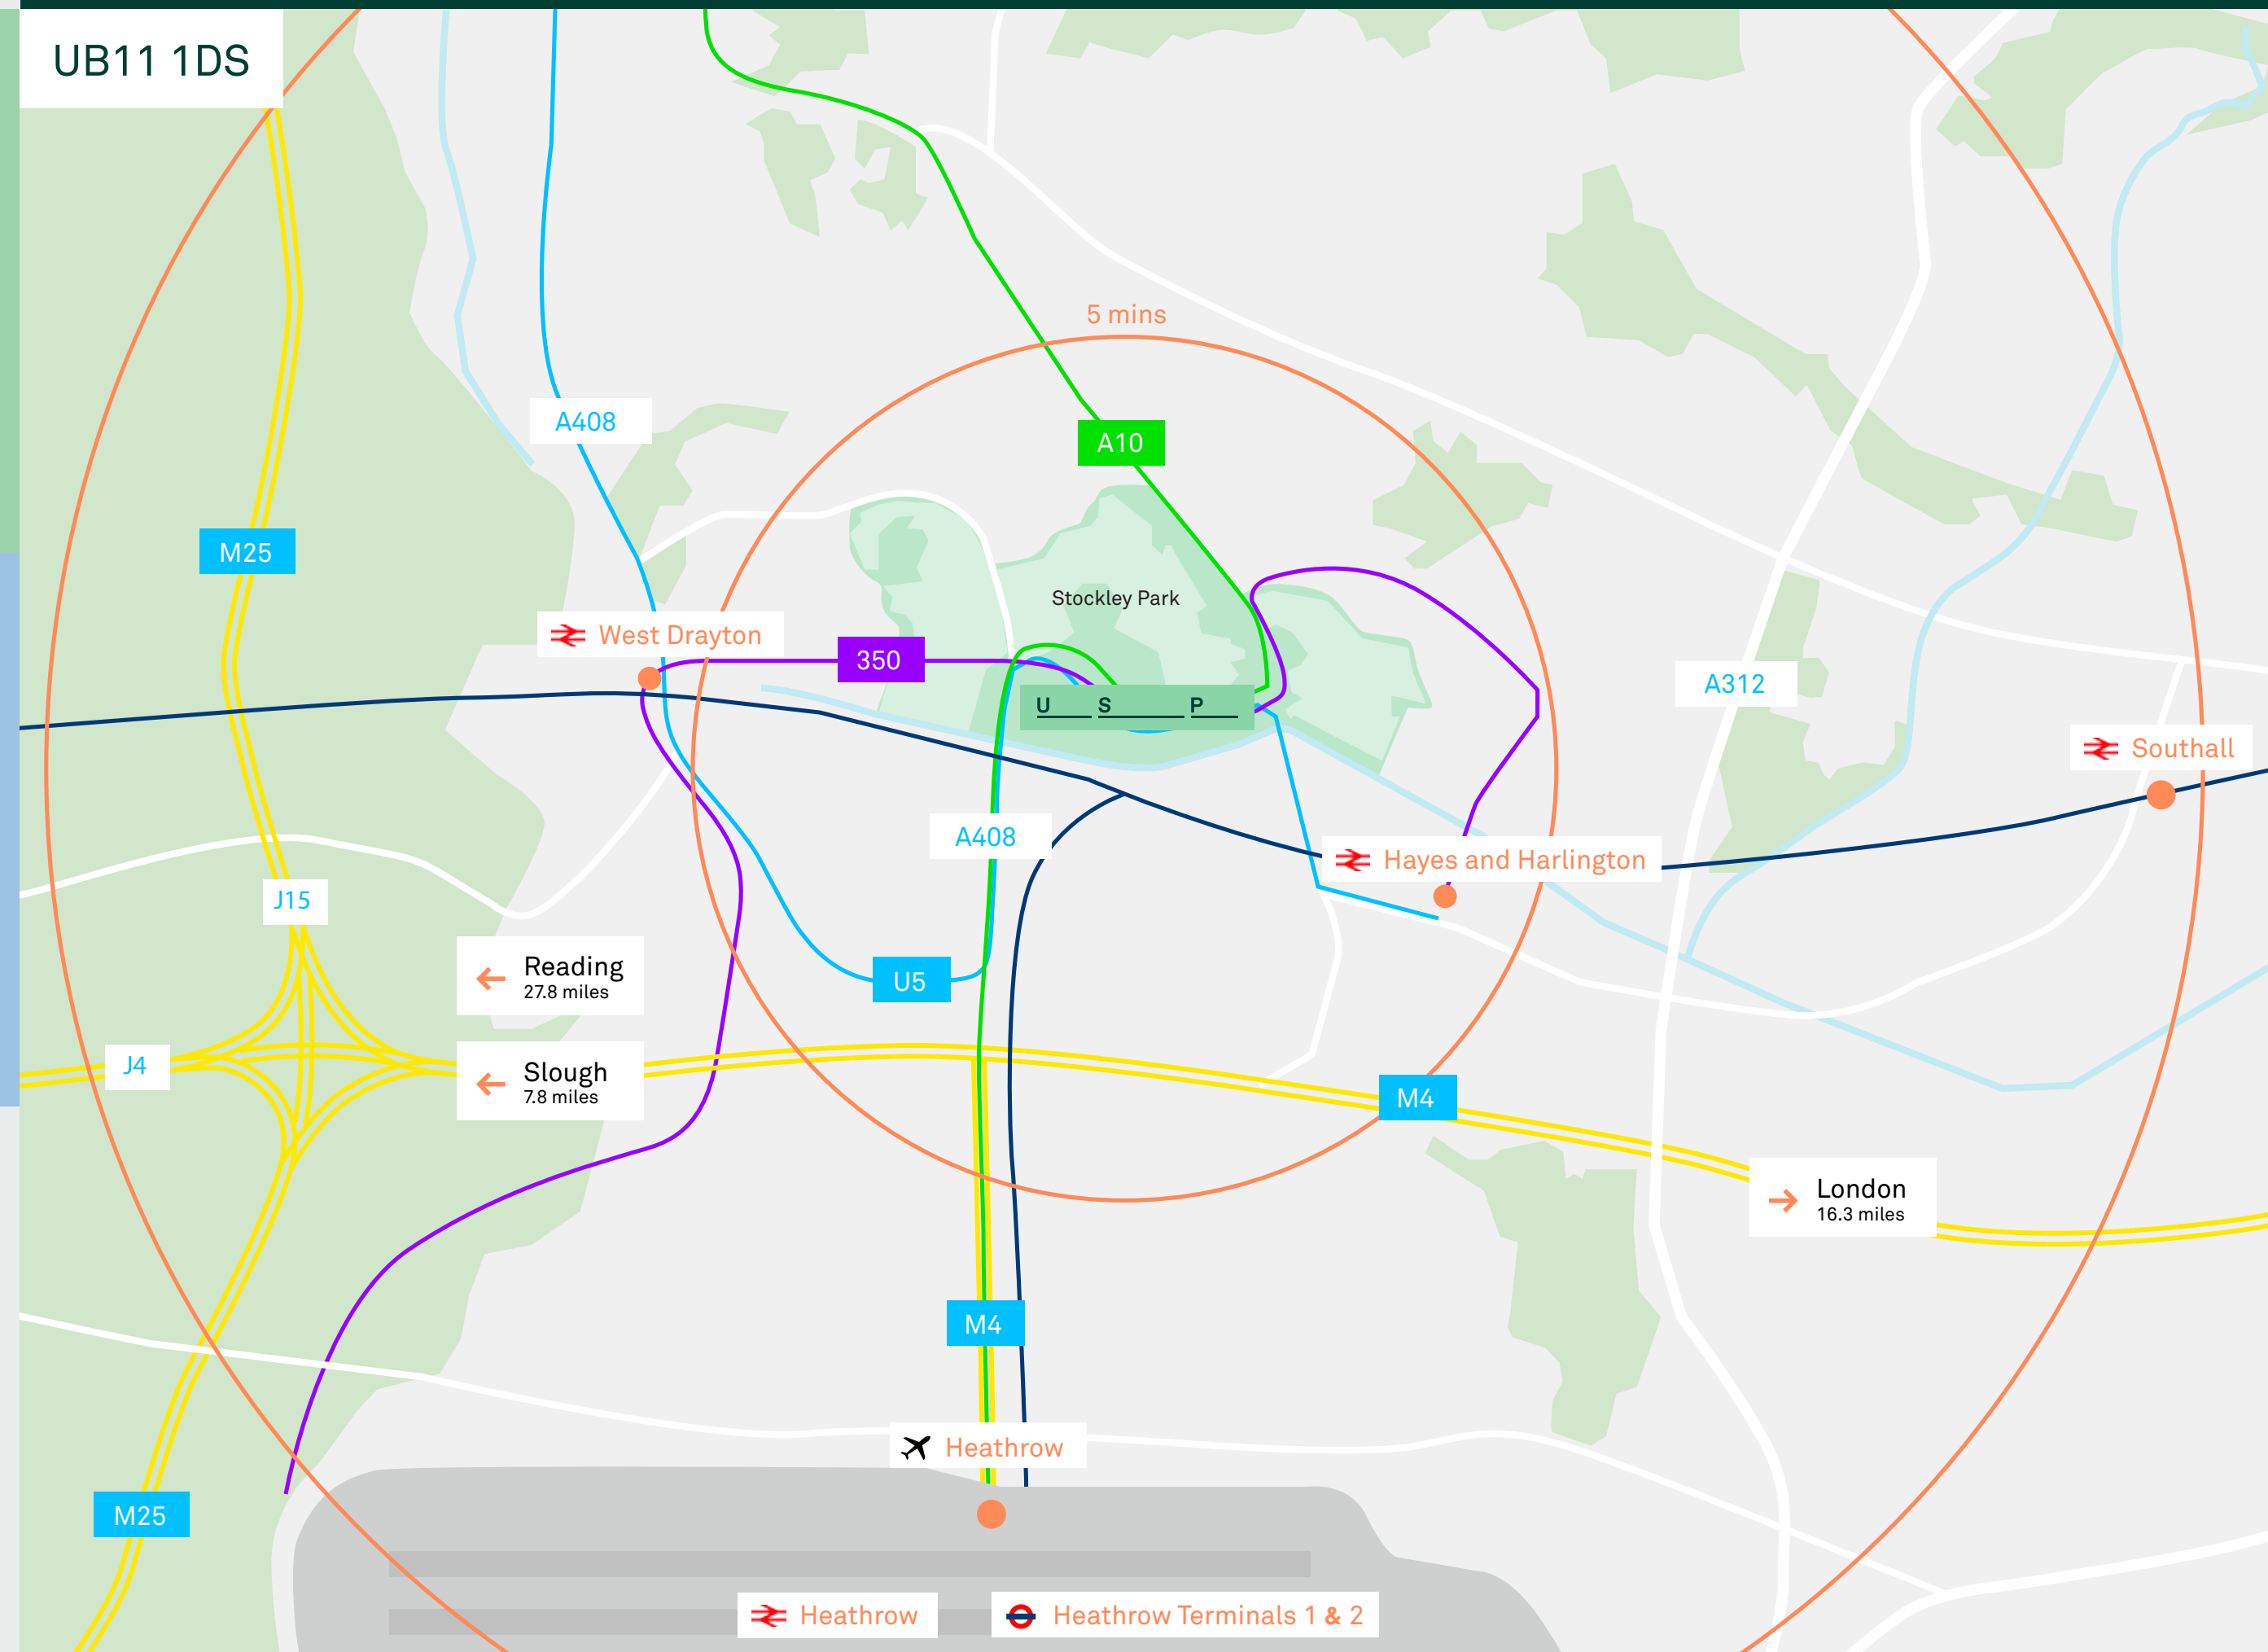 UB11 1DS
5 mins
A408
A10
M25
Stockley Park
West Drayton
350
A312
U S P
Southall
A408
Hayes and Harlington
J15
Reading
27.8 miles
U5
J4
Slough
7.8 miles
M4
London
16.3 miles
M4
Heathrow
M25
Heathrow
Heathrow Terminals 1 & 2